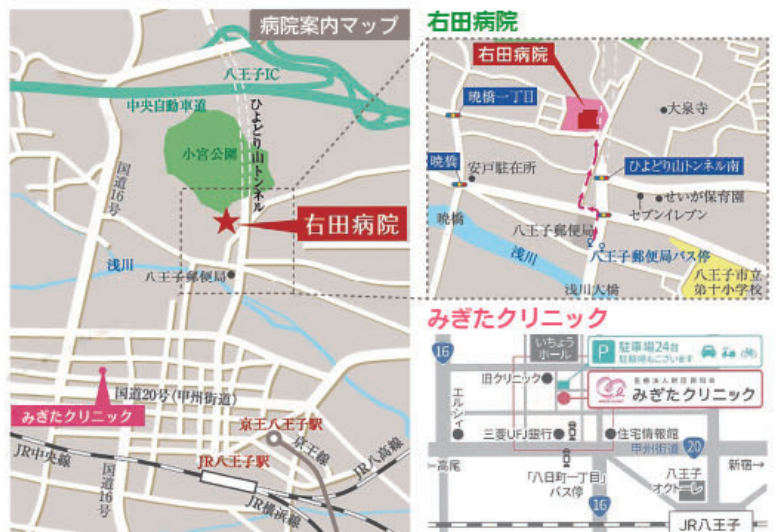 病院案内マップ
八王子IC
中央自動車道
ひよどり山トンネル
小宮公園
国道16号
右田病院
浅川
八王子郵便局
国道20号(甲州街道)
みぎたクリニック
京王八王子駅
京王線
JR八王子駅
JR中央線
JR八高線
国道16号
JR横浜線
右田病院
右田病院
暁橋一丁目
大泉寺
暁橋
安戸駐在所
ひよどり山トンネル南
せいが保育園
セブンイレブン
暁橋
八王子郵便局
浅川
八王子郵便局バス停
八王子市立
第十小学校
浅川大橋
みぎたクリニック
16
いちょう
ホール
P
駐車場24台
駐輪場もございます
旧クリニック
みぎたクリニック
エルシィ
三菱UFJ銀行
住宅情報館
甲州街道
20
←高尾
新宿→
「八日町一丁目」
バス停
八王子
オクトーレ
16
JR八王子